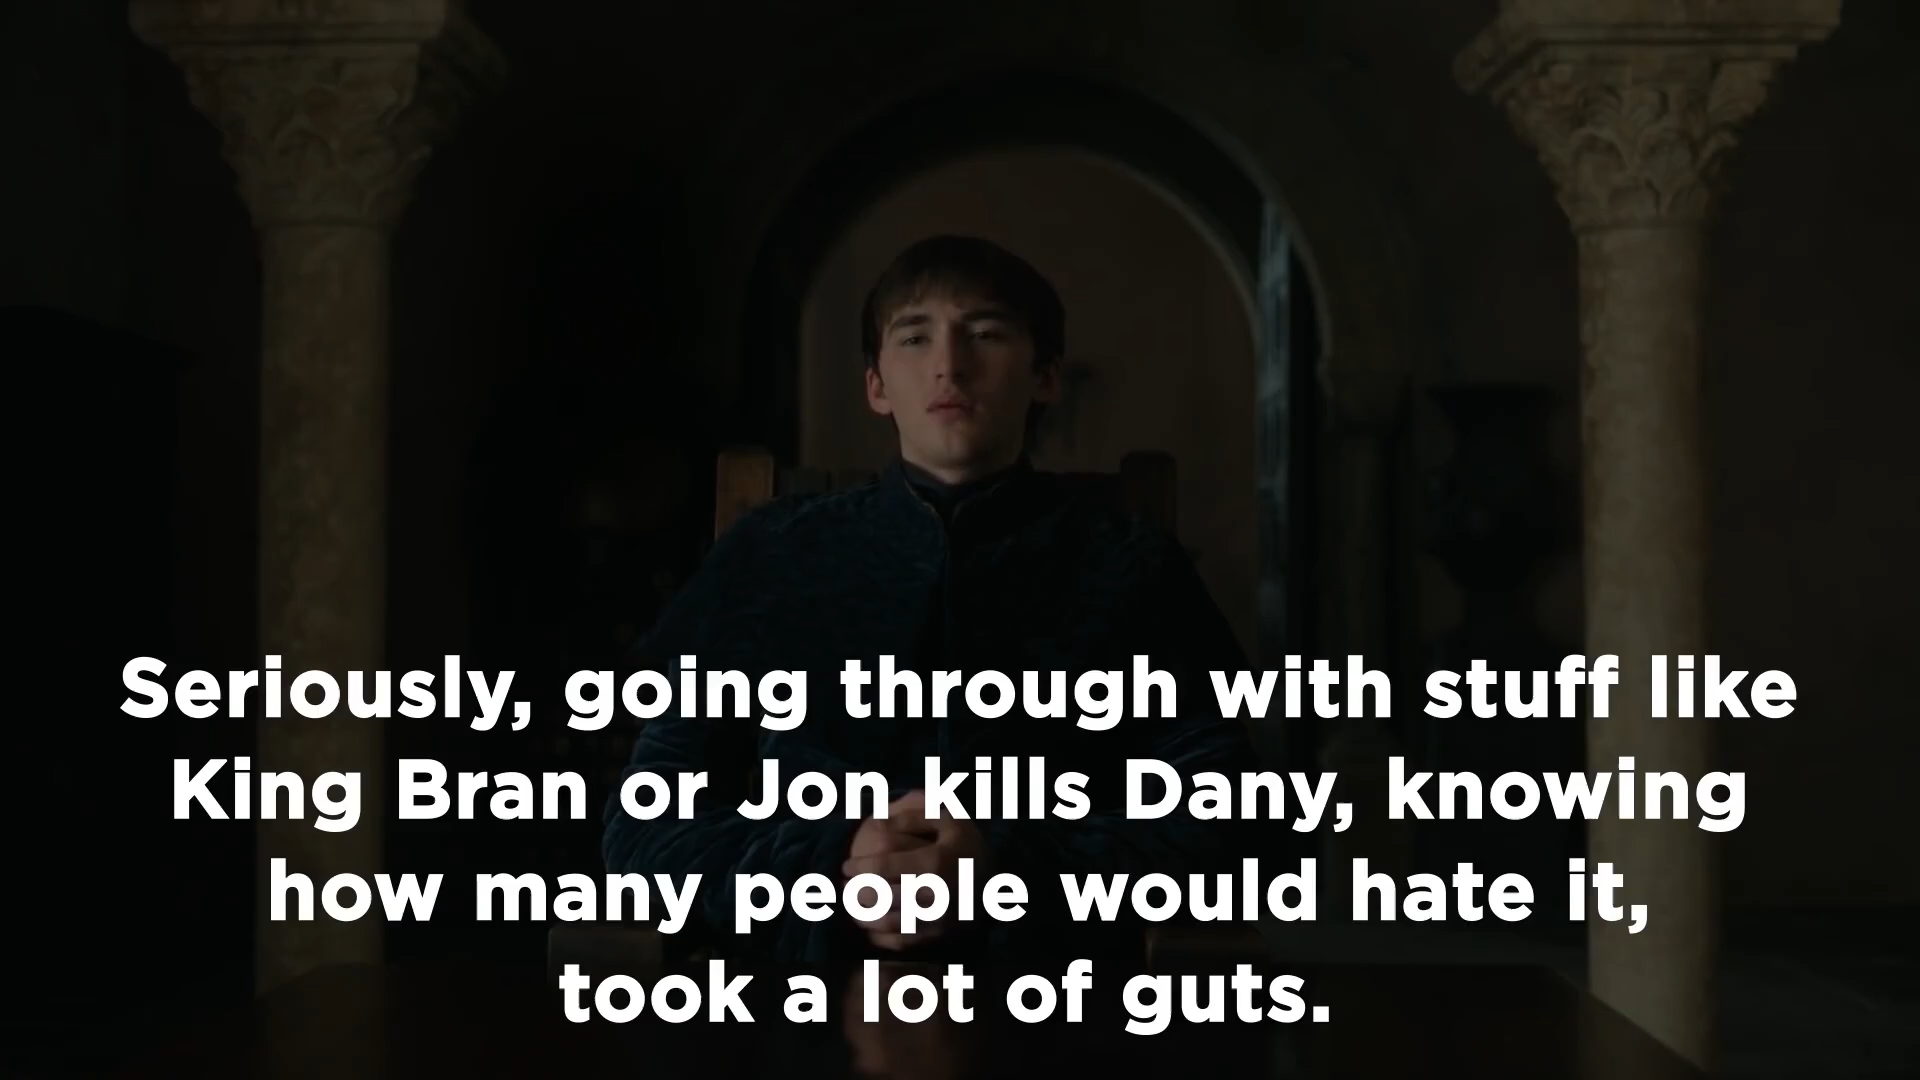 Seriously, going through with stuff like
King Bran or Jon kills Dany, knowing
how many people would hate it,
took a lot of guts.